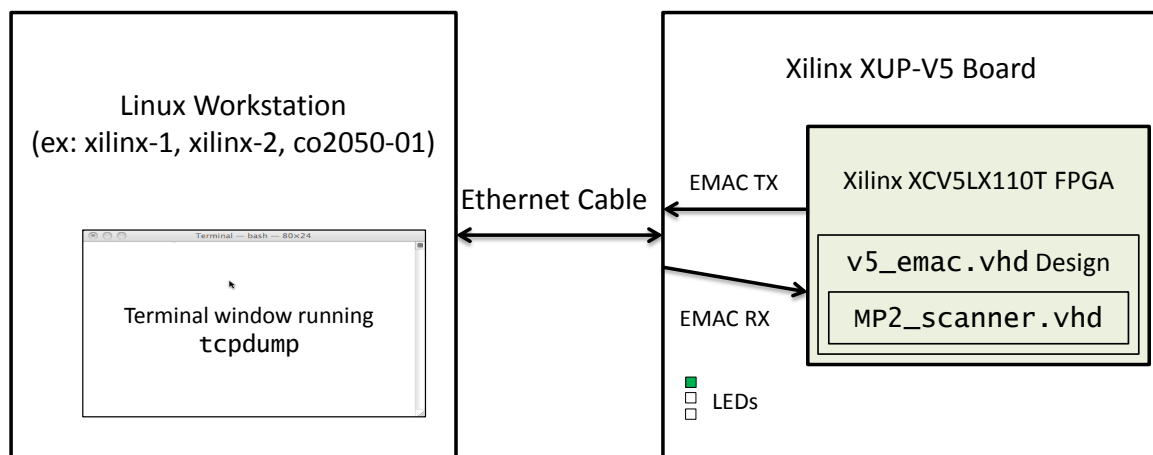 Linux Workstation
(ex: xilinx-1, xilinx-2, co2050-01)
Terminal — bash — 80×24
Terminal window running
tcpdump
Ethernet Cable
Xilinx XUP-V5 Board
EMAC TX
EMAC RX
LEDs
Xilinx XCV5LX110T FPGA
v5_emac.vhd Design
MP2_scanner.vhd